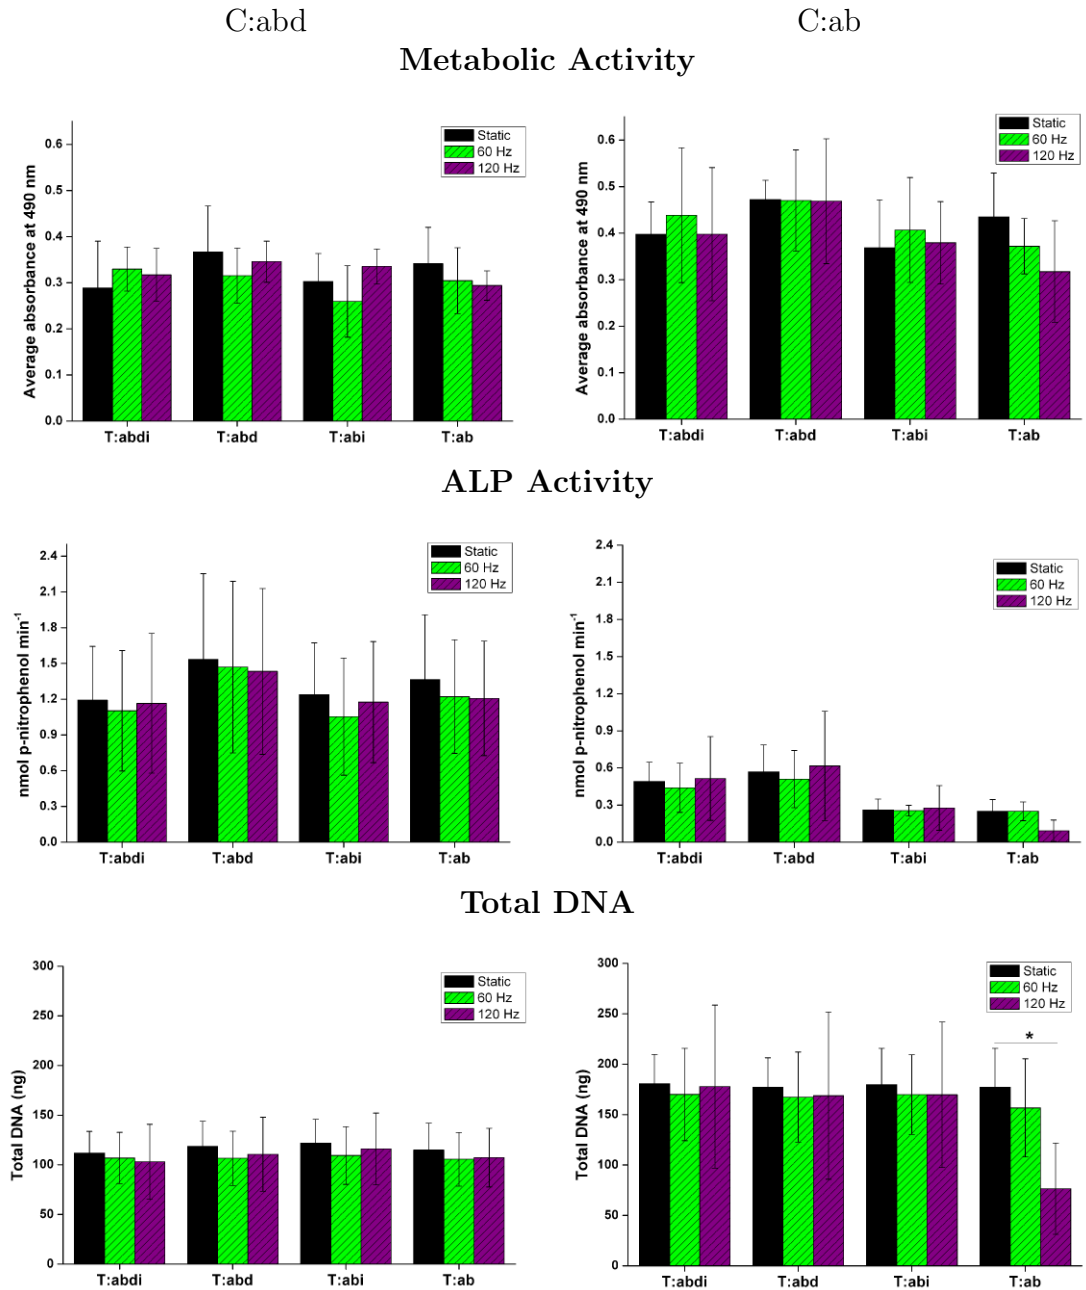 C:abd C:ab
Metabolic Activity
Average absorbance at 490 nm
0.6
0.5
0.4
0.3
0.2
0.1
0.0
Static
60 Hz
120 Hz
T:abdi T:abd T:abi T:ab
Average absorbance at 490 nm
0.6
0.5
0.4
0.3
0.2
0.1
0.0
Static
60 Hz
120 Hz
T:abdi T:abd T:abi T:ab
ALP Activity
nmol p-nitrophenol min⁻¹
2.4
2.1
1.8
1.5
1.2
0.9
0.6
0.3
0.0
Static
60 Hz
120 Hz
T:abdi T:abd T:abi T:ab
nmol p-nitrophenol min⁻¹
2.4
2.1
1.8
1.5
1.2
0.9
0.6
0.3
0.0
Static
60 Hz
120 Hz
T:abdi T:abd T:abi T:ab
Total DNA
Total DNA (ng)
300
250
200
150
100
50
0
Static
60 Hz
120 Hz
T:abdi T:abd T:abi T:ab
Total DNA (ng)
300
250
200
150
100
50
0
Static
60 Hz
120 Hz
*
T:abdi T:abd T:abi T:ab